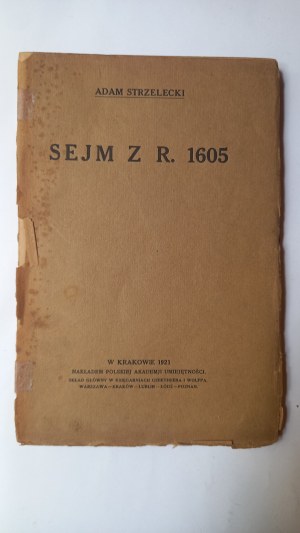 ADAM STRZELECKI
SEJM Z R. 1605
W KRAKOWIE 1921
NAKŁADEM POLSKIEJ AKADEMII UMIEJĘTNOŚCI.
SKŁAD GŁÓWNY W KSIĘGARNIACH GEBETHNERA I WOLFFA
WARSZAWA—KRAKÓW—LUBLIN—ŁÓDŹ—POZNAŃ